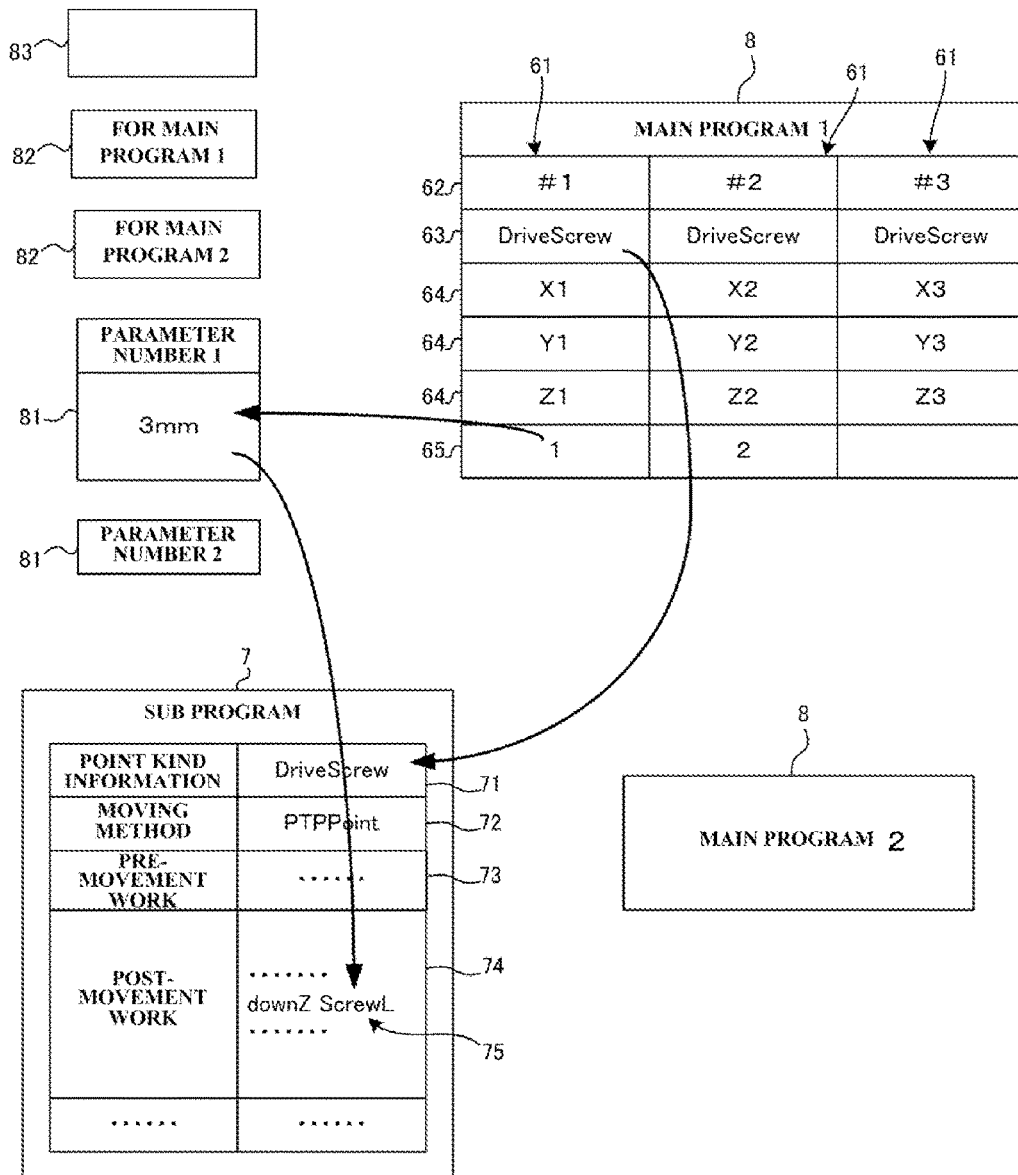 83
FOR MAIN
PROGRAM 1
82
FOR MAIN
PROGRAM 2
82
PARAMETER
NUMBER 1
81
3mm
81
PARAMETER
NUMBER 2
8
61
61
61
MAIN PROGRAM 1
62 #1 #2 #3
63 DriveScrew DriveScrew DriveScrew
64 X1 X2 X3
64 Y1 Y2 Y3
64 Z1 Z2 Z3
65 1 2
7
SUB PROGRAM
POINT KIND
INFORMATION
DriveScrew
71
MOVING
METHOD
PTPPoint
72
PRE-
MOVEMENT
WORK
......
73
POST-
MOVEMENT
WORK
.......
downZ ScrewL
.......
74
75
......
......
8
MAIN PROGRAM 2